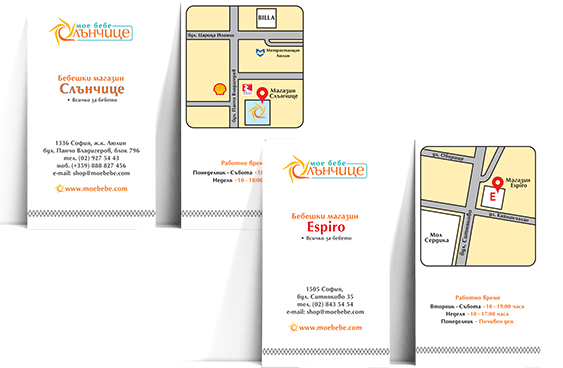 мое бебе
Слънчице
Бебешки магазин
Слънчице
• Всичко за бебето
1336 София, ж.к. Люлин
бул. Панчо Владигеров, блок 796
тел. (02) 927 54 43
моб. (+359) 888 827 456
e-mail: shop@moebebe.com
www.moebebe.com
BILLA
бул. Царица Йоанна
Метростанция
Люлин
бул. Панчо Владигеров
Магазин
Слънчице
Работно време
Понеделник - Събота
Неделя - 10 - 18:00
мое бебе
Слънчице
Бебешки магазин
Espiro
• Всичко за бебето
1505 София,
бул. Ситняково 35
тел. (02) 843 54 54
e-mail: shop@moebebe.com
www.moebebe.com
ул. Оборище
Магазин
Espiro
E
ул. Каймакчалан
бул. Ситняково
Мол
Сердика
Работно време
Вторник - Събота - 10 - 19:00 часа
Неделя - 10 - 17:00 часа
Понеделник - Почивен ден